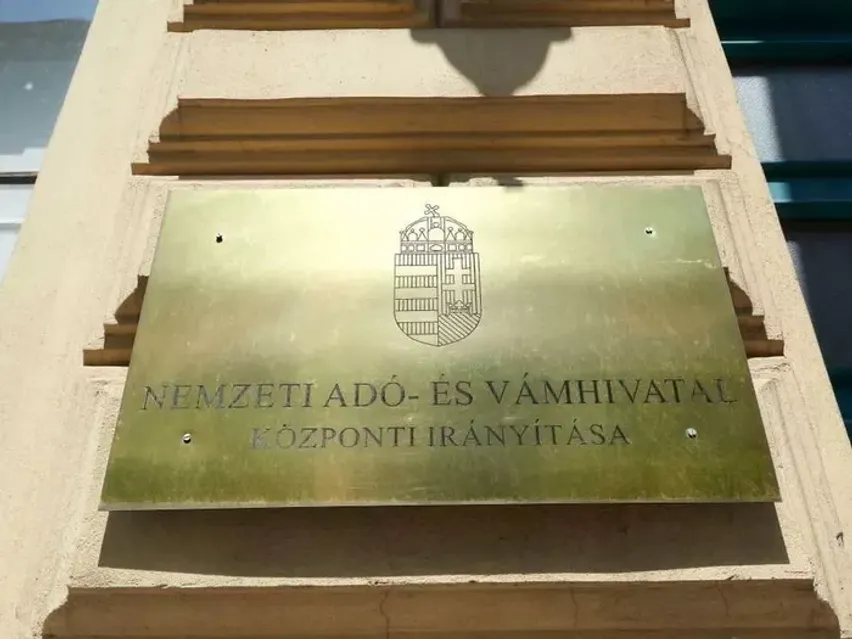 NEMZETI ADÓ- ÉS VÁMHIVATAL
KÖZPONTI IRÁNYÍTÁSA